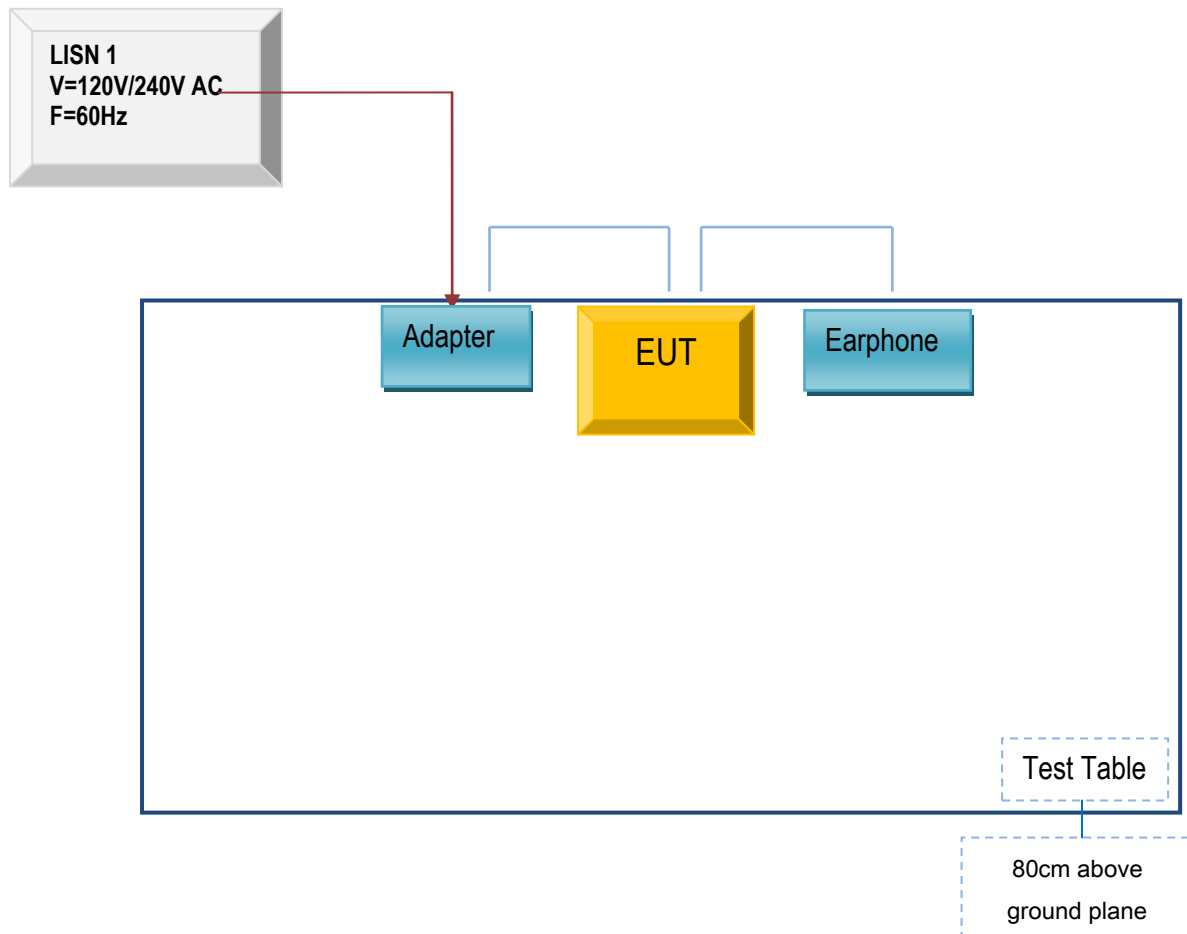 LISN 1
V=120V/240V AC
F=60Hz
Adapter
EUT
Earphone
Test Table
80cm above
ground plane